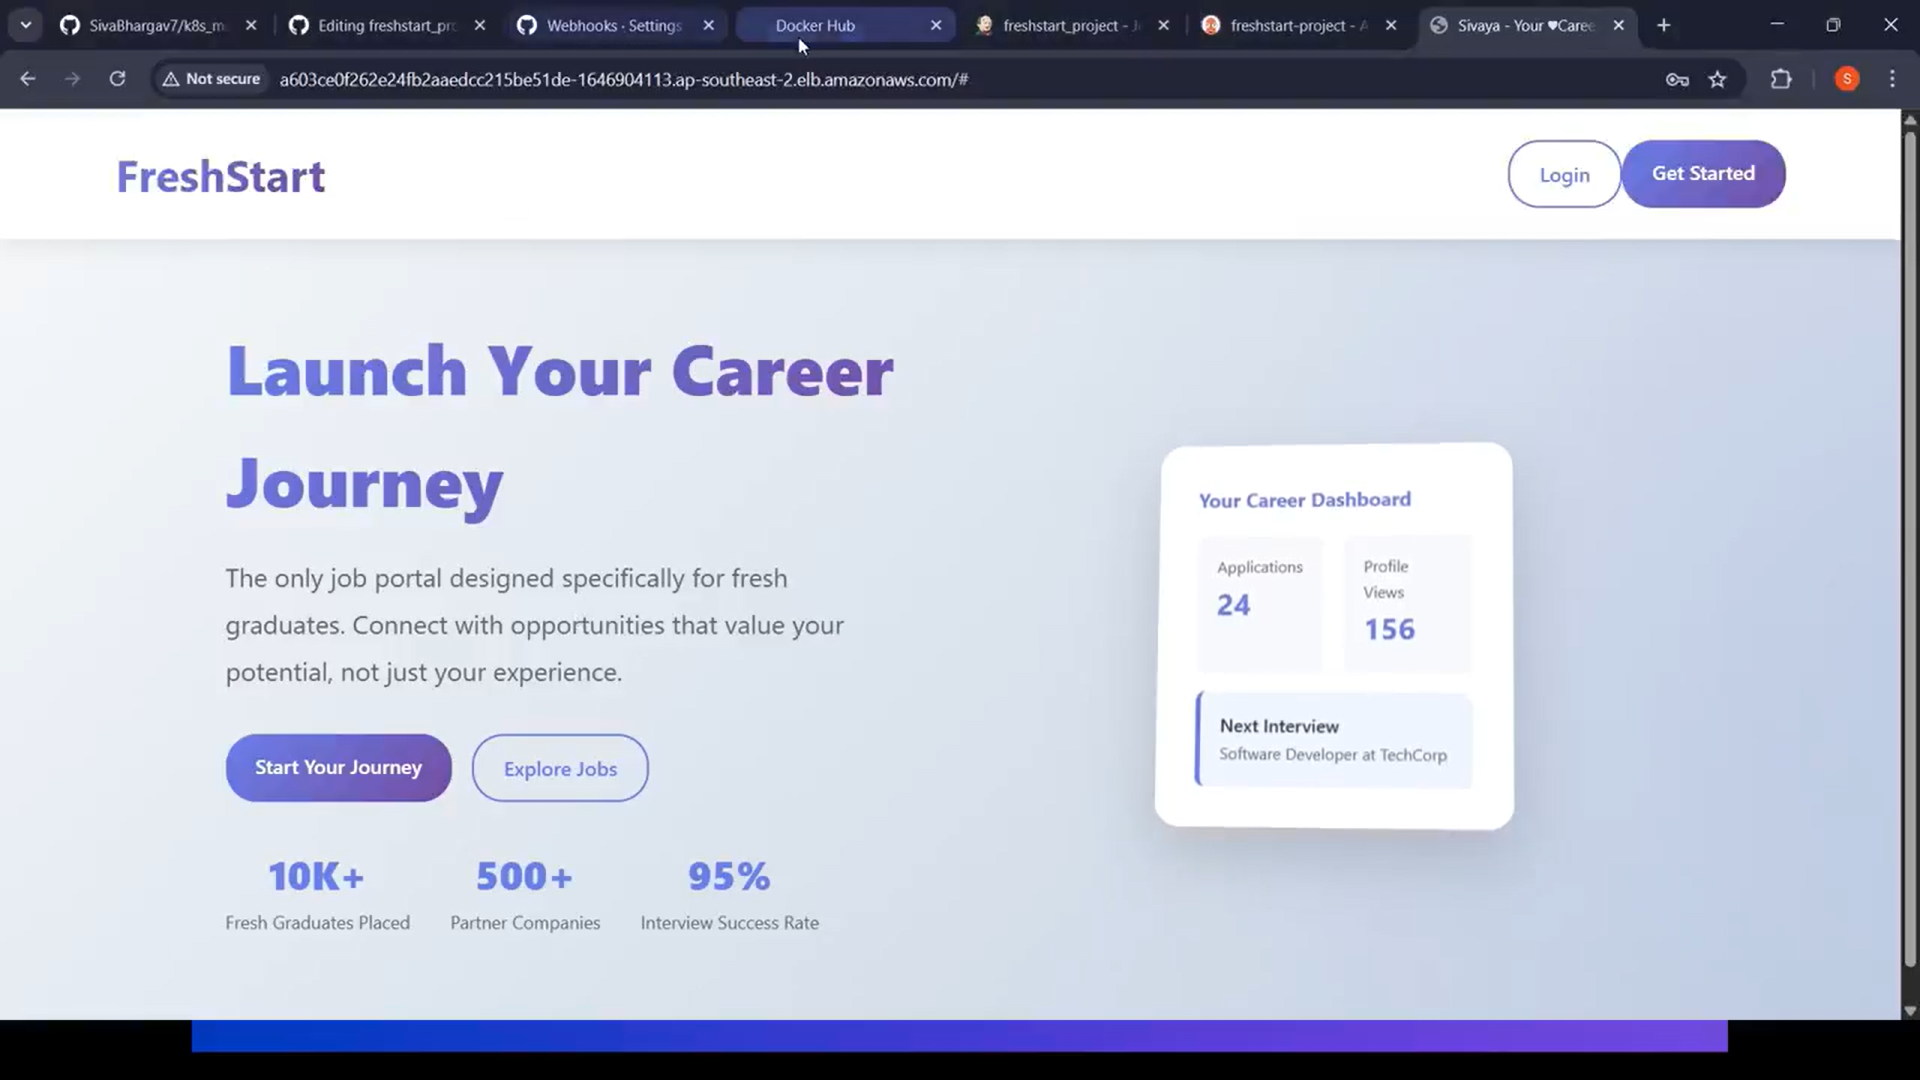 SivaBhargav7/k8s_m
Editing freshstart_pr
Webhooks · Settings
Docker Hub
freshstart_project - J
freshstart-project - A
Sivaya - Your ♥Caree
Not secure
a603ce0f262e24fb2aaedcc215be51de-1646904113.ap-southeast-2.elb.amazonaws.com/#
S
FreshStart
Login
Get Started
Launch Your Career
Journey
The only job portal designed specifically for fresh
graduates. Connect with opportunities that value your
potential, not just your experience.
Start Your Journey
Explore Jobs
10K+
500+
95%
Fresh Graduates Placed
Partner Companies
Interview Success Rate
Your Career Dashboard
Applications
24
Profile
Views
156
Next Interview
Software Developer at TechCorp